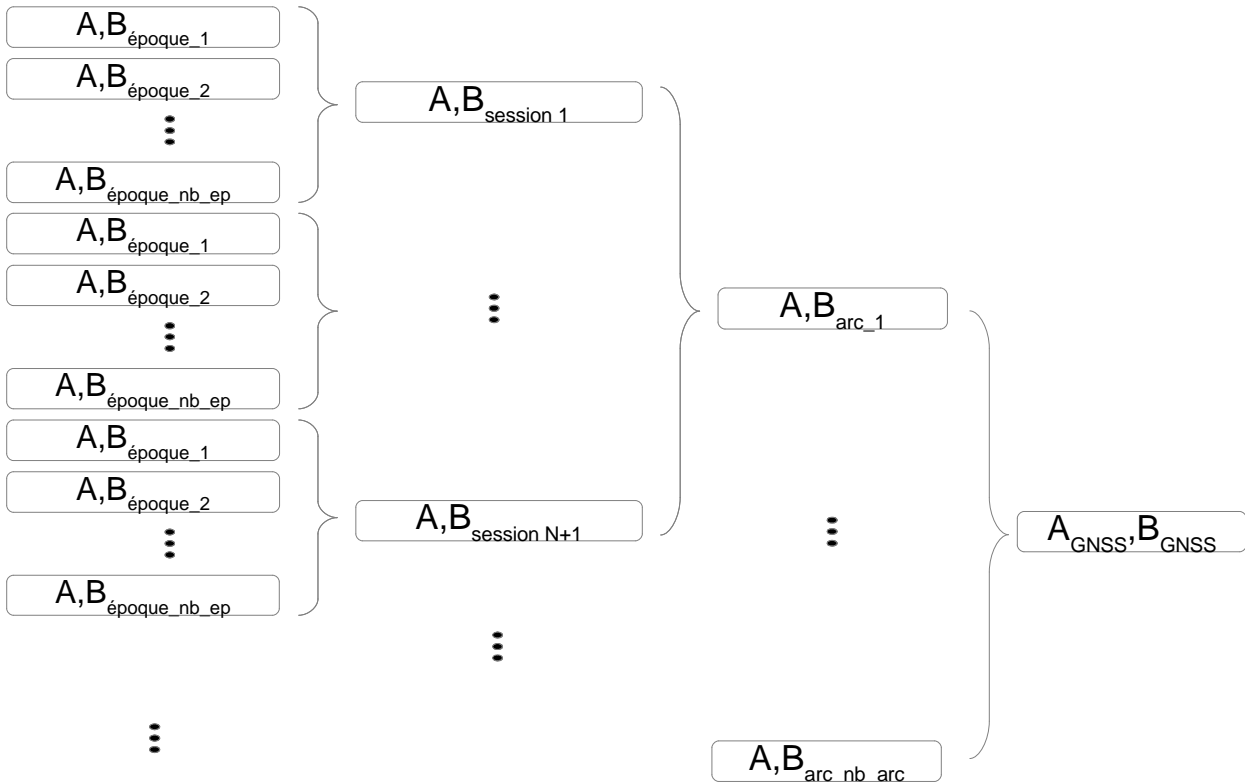 A,Bépoque_1
A,Bépoque_2
A,Bépoque_nb_ep
A,Bépoque_1
A,Bépoque_2
A,Bépoque_nb_ep
A,Bépoque_1
A,Bépoque_2
A,Bépoque_nb_ep
A,Bsession 1
A,Bsession N+1
A,Barc_1
A,Barc_nb_arc
AGNSS,BGNSS